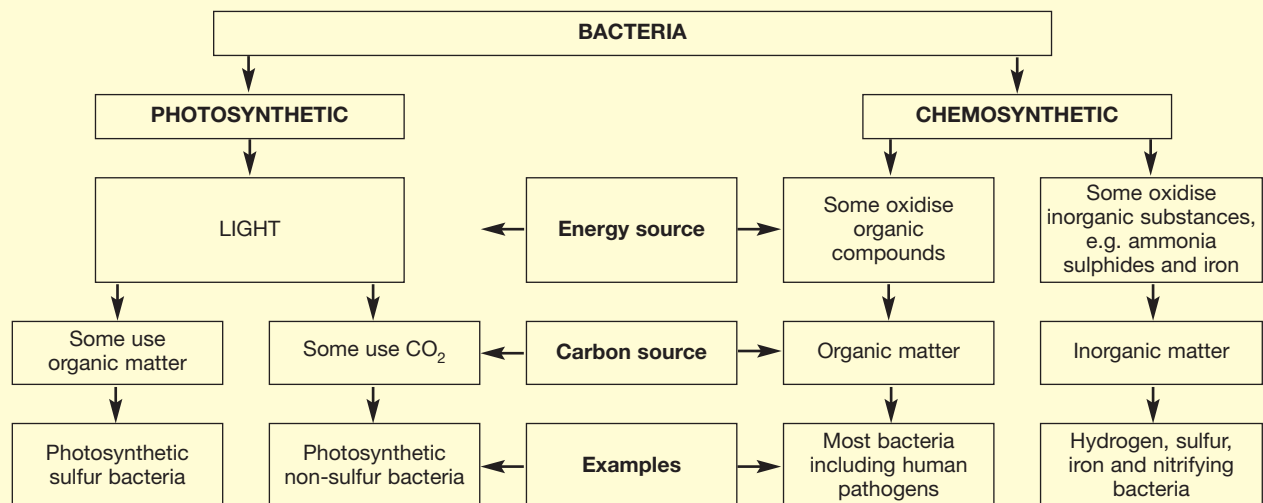 BACTERIA
PHOTOSYNTHETIC
CHEMOSYNTHETIC
LIGHT
Energy source
Some oxidise
organic
compounds
Some oxidise
inorganic substances,
e.g. ammonia
sulphides and iron
Some use
organic matter
Some use CO₂
Carbon source
Organic matter
Inorganic matter
Photosynthetic
sulfur bacteria
Photosynthetic
non-sulfur bacteria
Examples
Most bacteria
including human
pathogens
Hydrogen, sulfur,
iron and nitrifying
bacteria